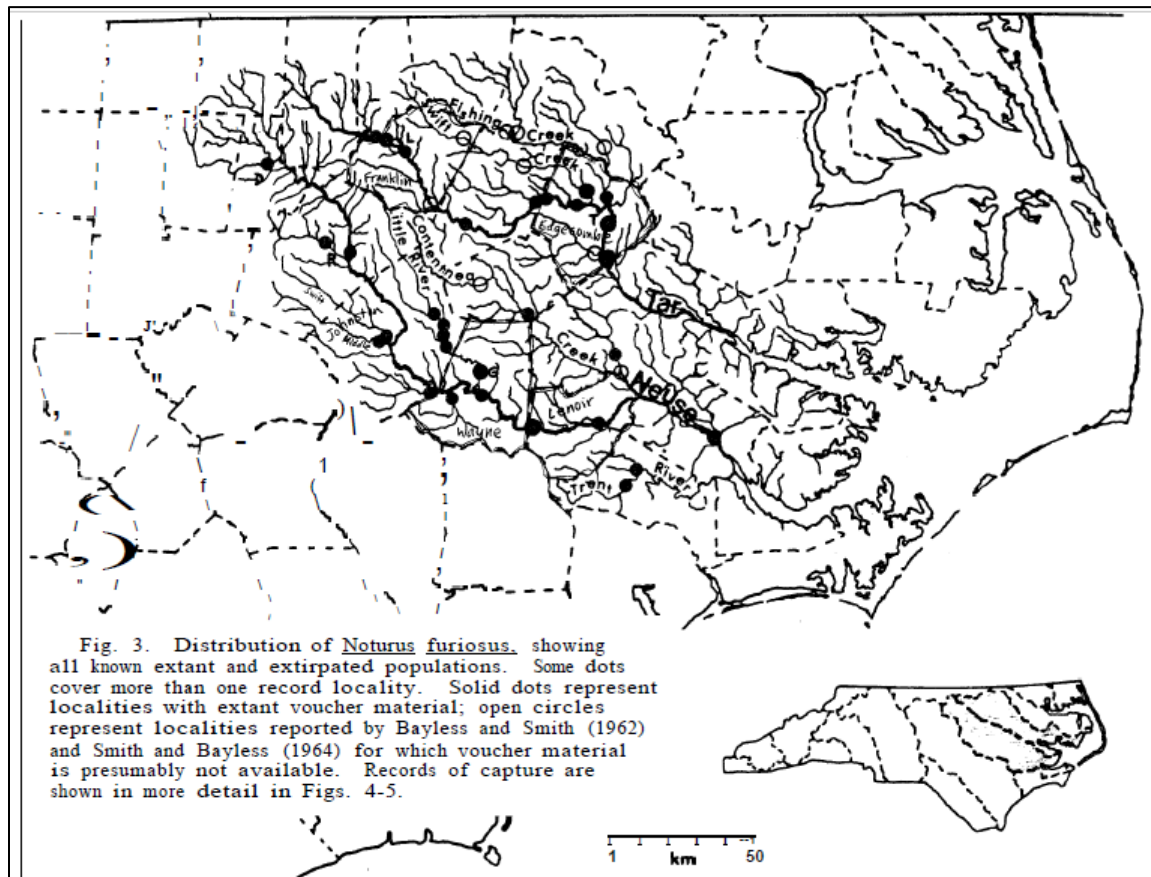 Fishing Creek
Swift Creek
Franklin
Edgecombe
Little River
Contentnea Creek
Tar
Swift
Johnston
Middle
Neuse
Lenoir
Wayne
Trent River
D
R
L
G
Fig. 3. Distribution of Noturus furiosus, showing
all known extant and extirpated populations. Some dots
cover more than one record locality. Solid dots represent
localities with extant voucher material; open circles
represent localities reported by Bayless and Smith (1962)
and Smith and Bayless (1964) for which voucher material
is presumably not available. Records of capture are
shown in more detail in Figs. 4-5.
1 50
km